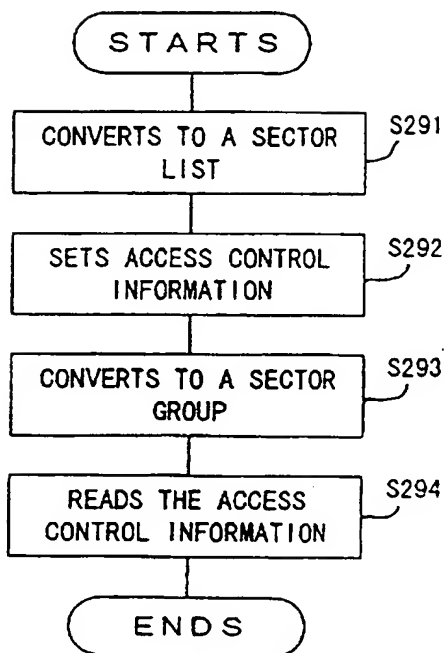 STARTS
S291
CONVERTS TO A SECTOR
LIST
S292
SETS ACCESS CONTROL
INFORMATION
S293
CONVERTS TO A SECTOR
GROUP
S294
READS THE ACCESS
CONTROL INFORMATION
ENDS